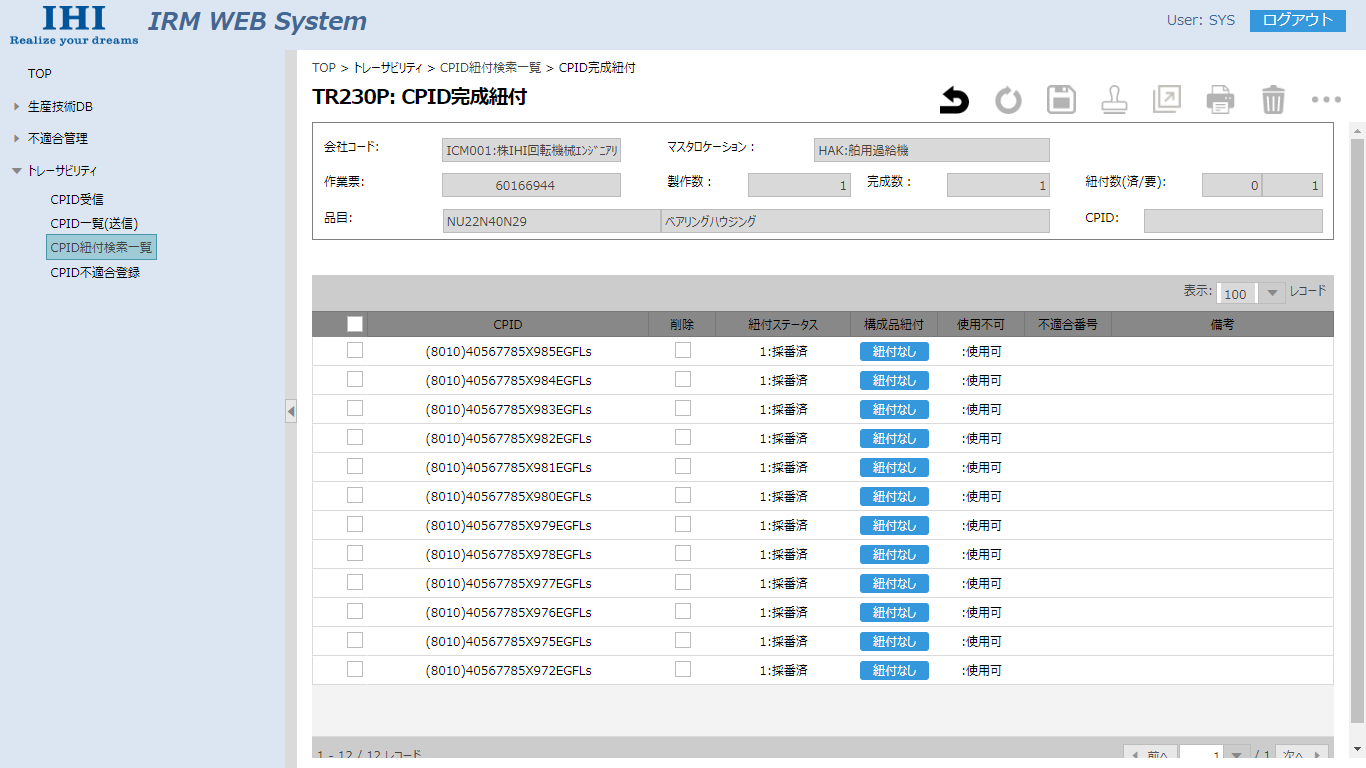 IHI
Realize your dreams
IRM WEB System
User: SYS
ログアウト
TOP
生産技術DB
不適合管理
トレーサビリティ
CPID受信
CPID一覧(送信)
CPID紐付検索一覧
CPID不適合登録
TOP > トレーサビリティ > CPID紐付検索一覧 > CPID完成紐付
TR230P: CPID完成紐付
会社コード: ICM001:株IHI回転機械ｴﾝｼﾞﾆｱﾘ マスタロケーション : HAK:舶用過給機
作業票: 60166944 製作数 : 1 完成数 : 1 紐付数(済/要): 0 1
品目: NU22N40N29 ベアリングハウジング CPID:
表示: 100 レコード
CPID 削除 紐付ステータス 構成品紐付 使用不可 不適合番号 備考
(8010)40567785X985EGFLs 1:採番済 紐付なし :使用可
(8010)40567785X984EGFLs 1:採番済 紐付なし :使用可
(8010)40567785X983EGFLs 1:採番済 紐付なし :使用可
(8010)40567785X982EGFLs 1:採番済 紐付なし :使用可
(8010)40567785X981EGFLs 1:採番済 紐付なし :使用可
(8010)40567785X980EGFLs 1:採番済 紐付なし :使用可
(8010)40567785X979EGFLs 1:採番済 紐付なし :使用可
(8010)40567785X978EGFLs 1:採番済 紐付なし :使用可
(8010)40567785X977EGFLs 1:採番済 紐付なし :使用可
(8010)40567785X976EGFLs 1:採番済 紐付なし :使用可
(8010)40567785X975EGFLs 1:採番済 紐付なし :使用可
(8010)40567785X972EGFLs 1:採番済 紐付なし :使用可
1 - 12 / 12 レコード 前へ 1 / 1 次へ